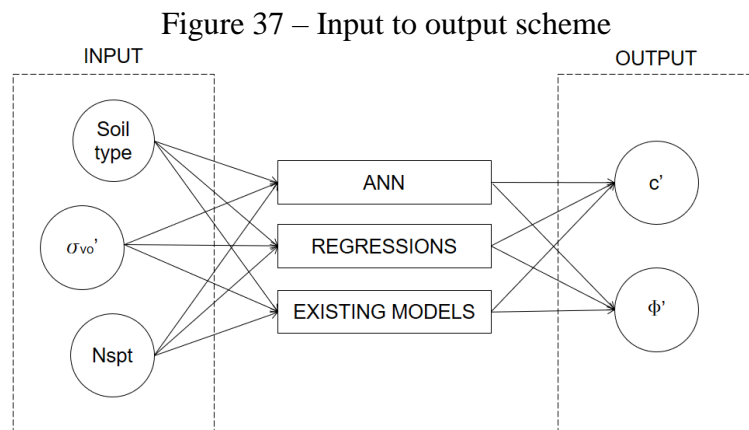 Figure 37 – Input to output scheme
INPUT
OUTPUT
Soil
type
ANN
c'
σvo'
REGRESSIONS
EXISTING MODELS
ϕ'
Nspt